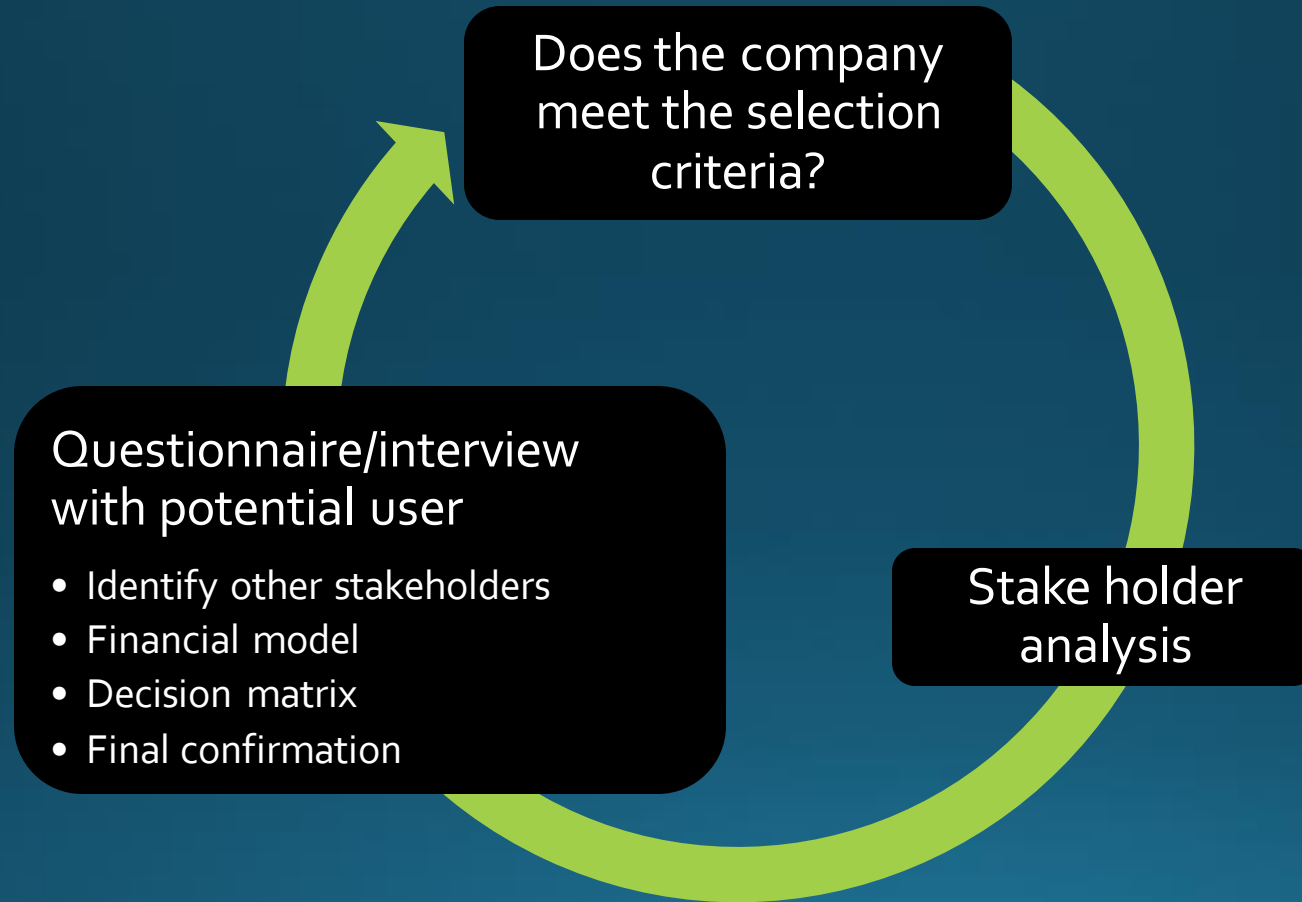 Does the company
meet the selection
criteria?
Stake holder
analysis
Questionnaire/interview
with potential user
• Identify other stakeholders
• Financial model
• Decision matrix
• Final confirmation